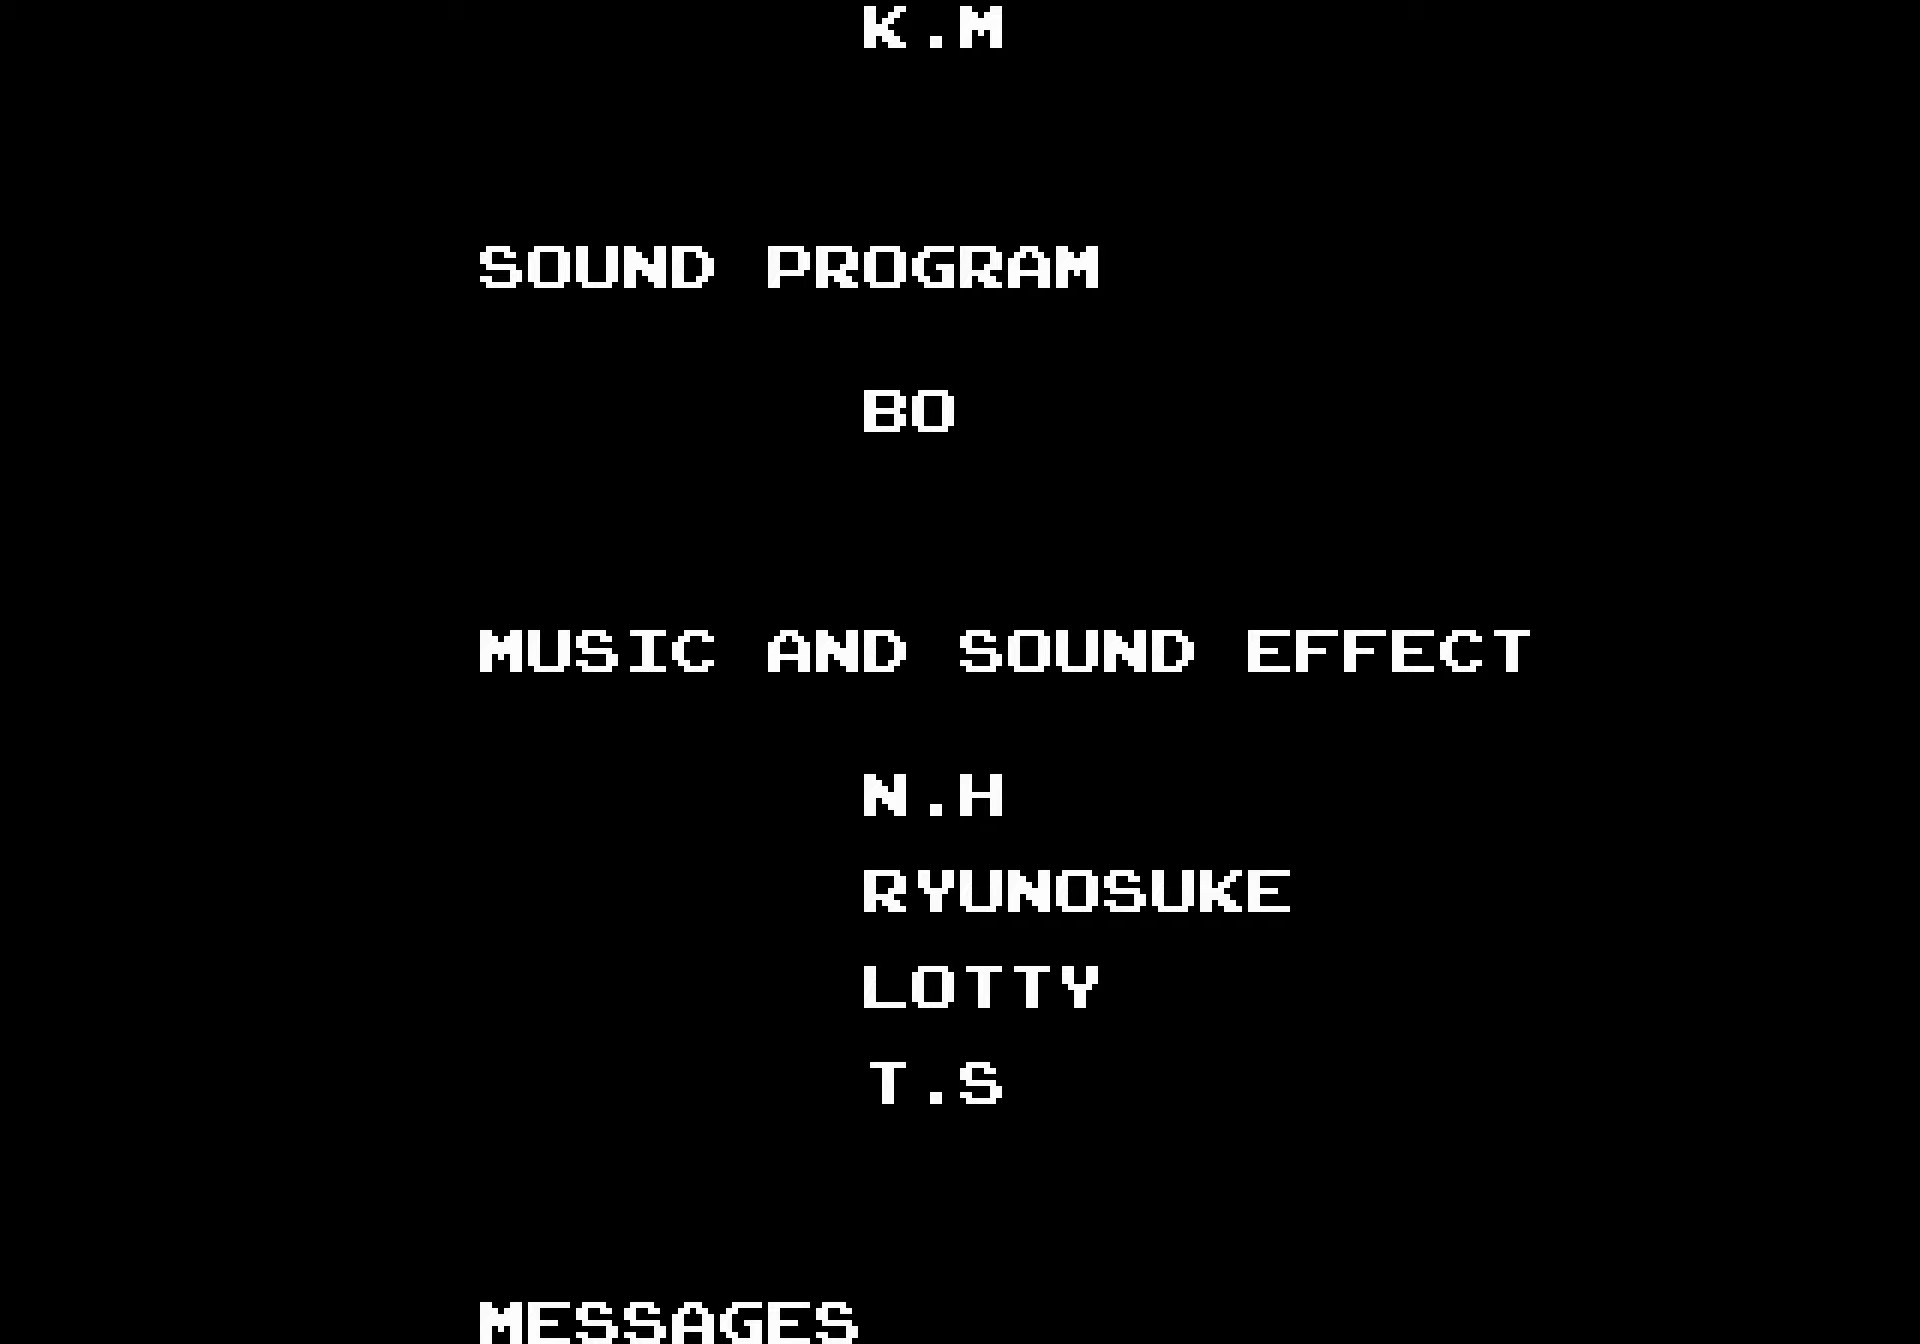 K.M
SOUND PROGRAM
BO
MUSIC AND SOUND EFFECT
N.H
RYUNOSUKE
LOTTY
T.S
MESSAGES